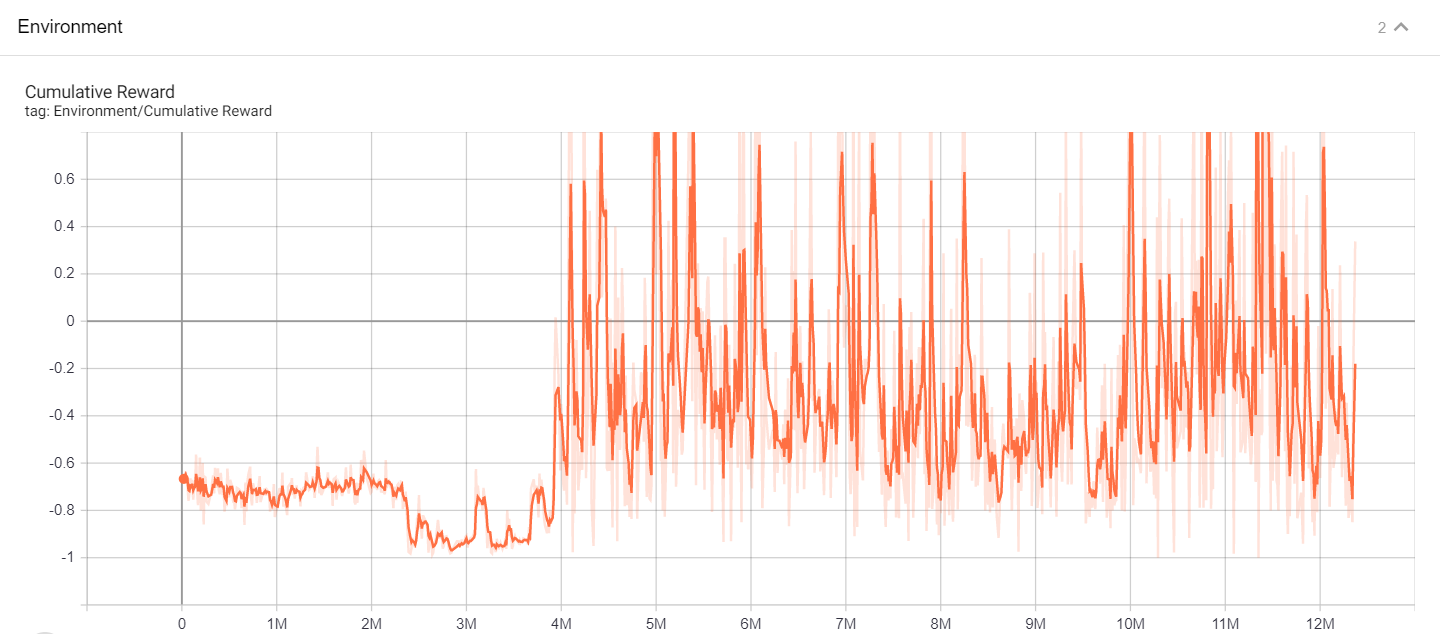 Environment
2
Cumulative Reward
tag: Environment/Cumulative Reward
0.6
0.4
0.2
0
-0.2
-0.4
-0.6
-0.8
-1
0 1M 2M 3M 4M 5M 6M 7M 8M 9M 10M 11M 12M